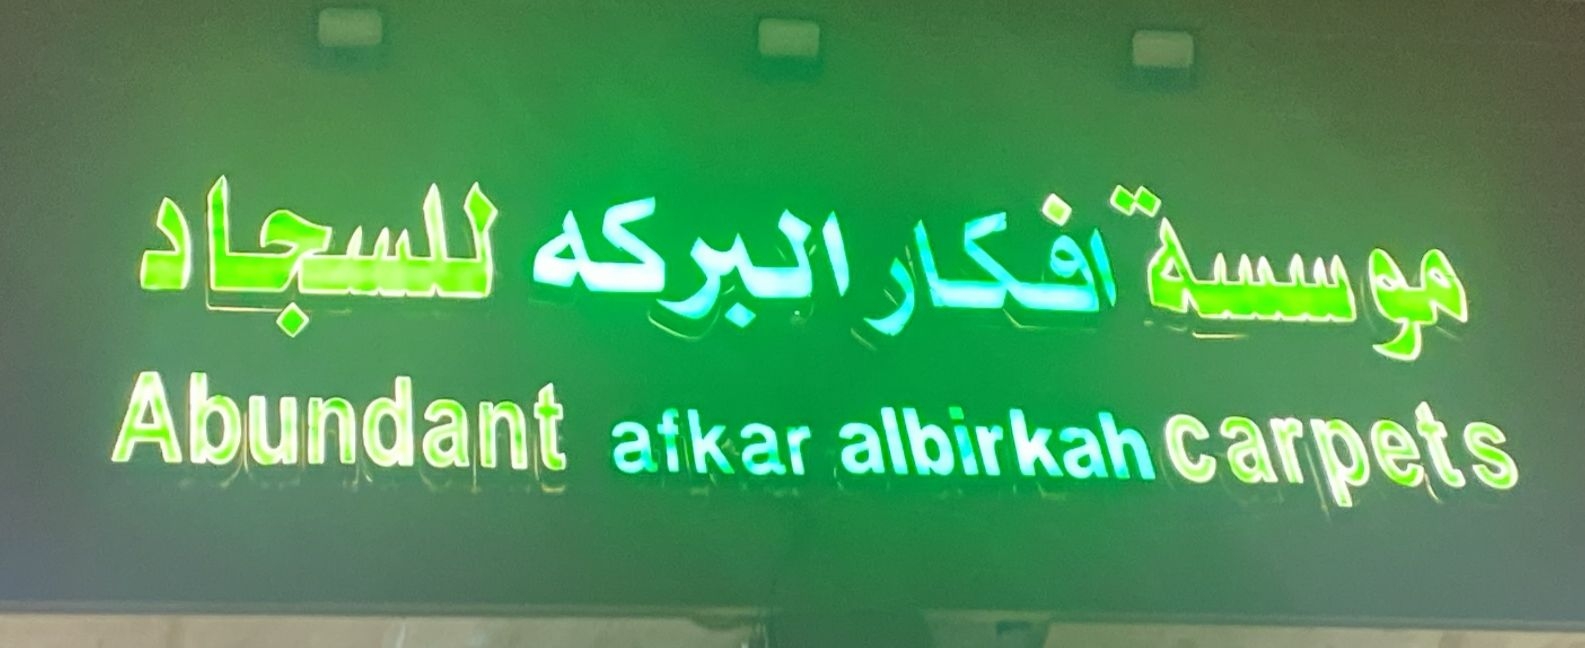 موسسة افكار البركه للسجاد
Abundant afkar albirkah carpets